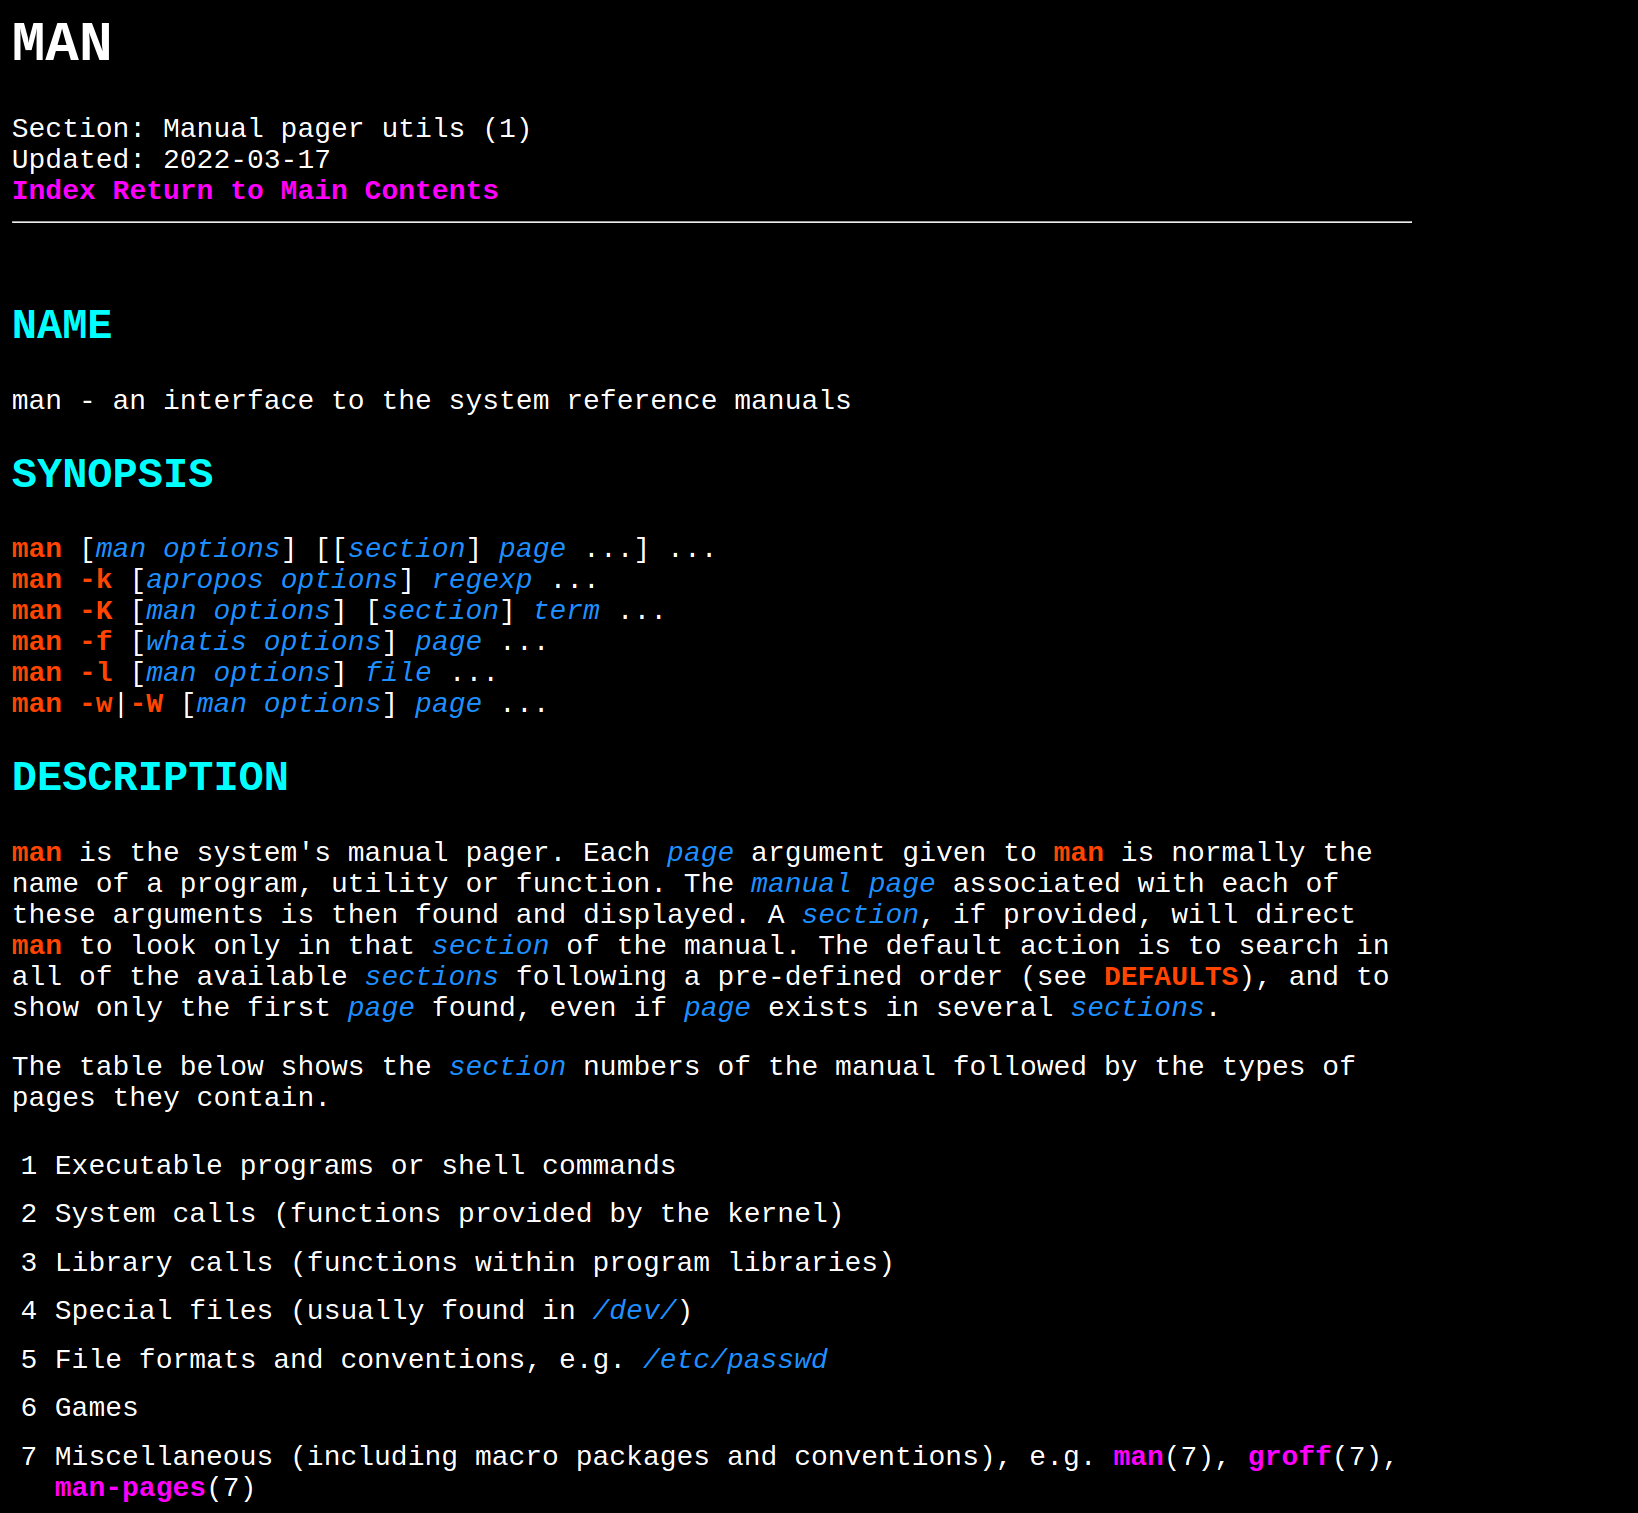 MAN
Section: Manual pager utils (1)
Updated: 2022-03-17
Index Return to Main Contents
NAME
man - an interface to the system reference manuals
SYNOPSIS
man [man options] [[section] page ...] ...
man -k [apropos options] regexp ...
man -K [man options] [section] term ...
man -f [whatis options] page ...
man -l [man options] file ...
man -w|-W [man options] page ...
DESCRIPTION
man is the system's manual pager. Each page argument given to man is normally the
name of a program, utility or function. The manual page associated with each of
these arguments is then found and displayed. A section, if provided, will direct
man to look only in that section of the manual. The default action is to search in
all of the available sections following a pre-defined order (see DEFAULTS), and to
show only the first page found, even if page exists in several sections.
The table below shows the section numbers of the manual followed by the types of
pages they contain.
1 Executable programs or shell commands
2 System calls (functions provided by the kernel)
3 Library calls (functions within program libraries)
4 Special files (usually found in /dev/)
5 File formats and conventions, e.g. /etc/passwd
6 Games
7 Miscellaneous (including macro packages and conventions), e.g. man(7), groff(7),
man-pages(7)